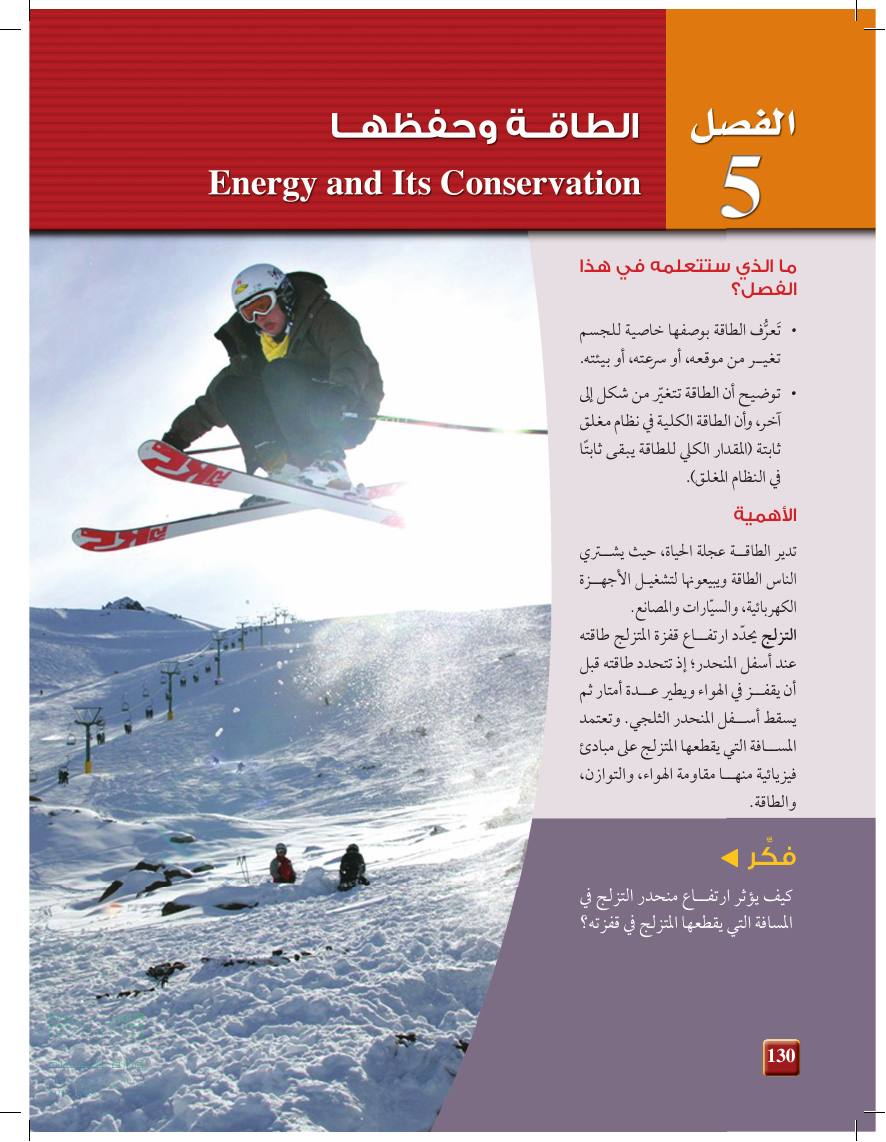 الفصل
5
الطاقة وحفظها
Energy and Its Conservation
ما الذي ستتعلمه في هذا
الفصل؟
• تَعرُّف الطاقة بوصفها خاصية للجسم
تغير من موقعه، أو سرعته، أو بيئته.
• توضيح أن الطاقة تتغيّر من شكل إلى
آخر، وأن الطاقة الكلية في نظام مغلق
ثابتة (المقدار الكلي للطاقة يبقى ثابتًا
في النظام المغلق).
الأهمية
تدير الطاقة عجلة الحياة، حيث يشتري
الناس الطاقة ويبيعونها لتشغيل الأجهزة
الكهربائية، والسيّارات والمصانع.
التزلج يحدّد ارتفاع قفزة المتزلج طاقته
عند أسفل المنحدر؛ إذ تتحدد طاقته قبل
أن يقفز في الهواء ويطير عدة أمتار ثم
يسقط أسفل المنحدر الثلجي. وتعتمد
المسافة التي يقطعها المتزلج على مبادئ
فيزيائية منها مقاومة الهواء، والتوازن،
والطاقة.
فكِّر ◀
كيف يؤثر ارتفاع منحدر التزلج في
المسافة التي يقطعها المتزلج في قفزته؟
130